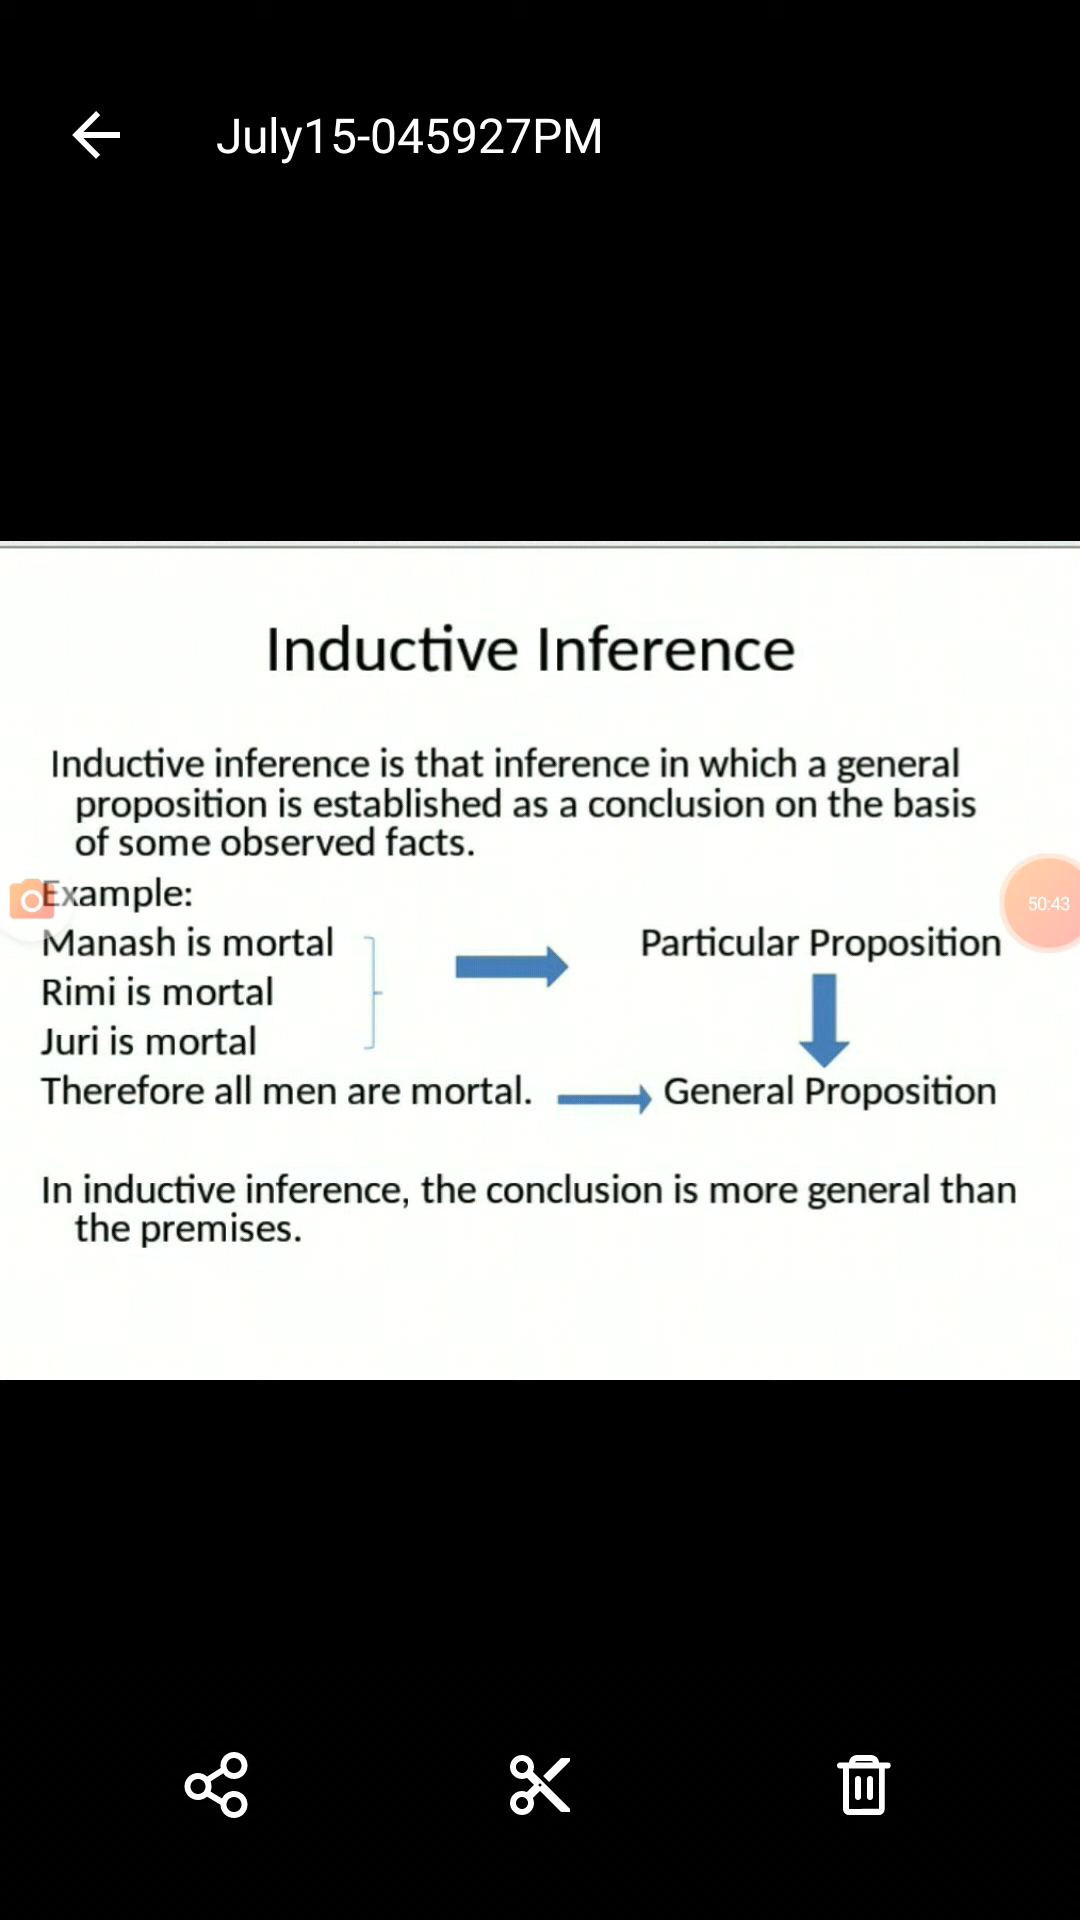 July15-045927PM
Inductive Inference
Inductive inference is that inference in which a general
proposition is established as a conclusion on the basis
of some observed facts.
Example:
50:43
Manash is mortal Particular Proposition
Rimi is mortal
Juri is mortal
Therefore all men are mortal. General Proposition
In inductive inference, the conclusion is more general than
the premises.